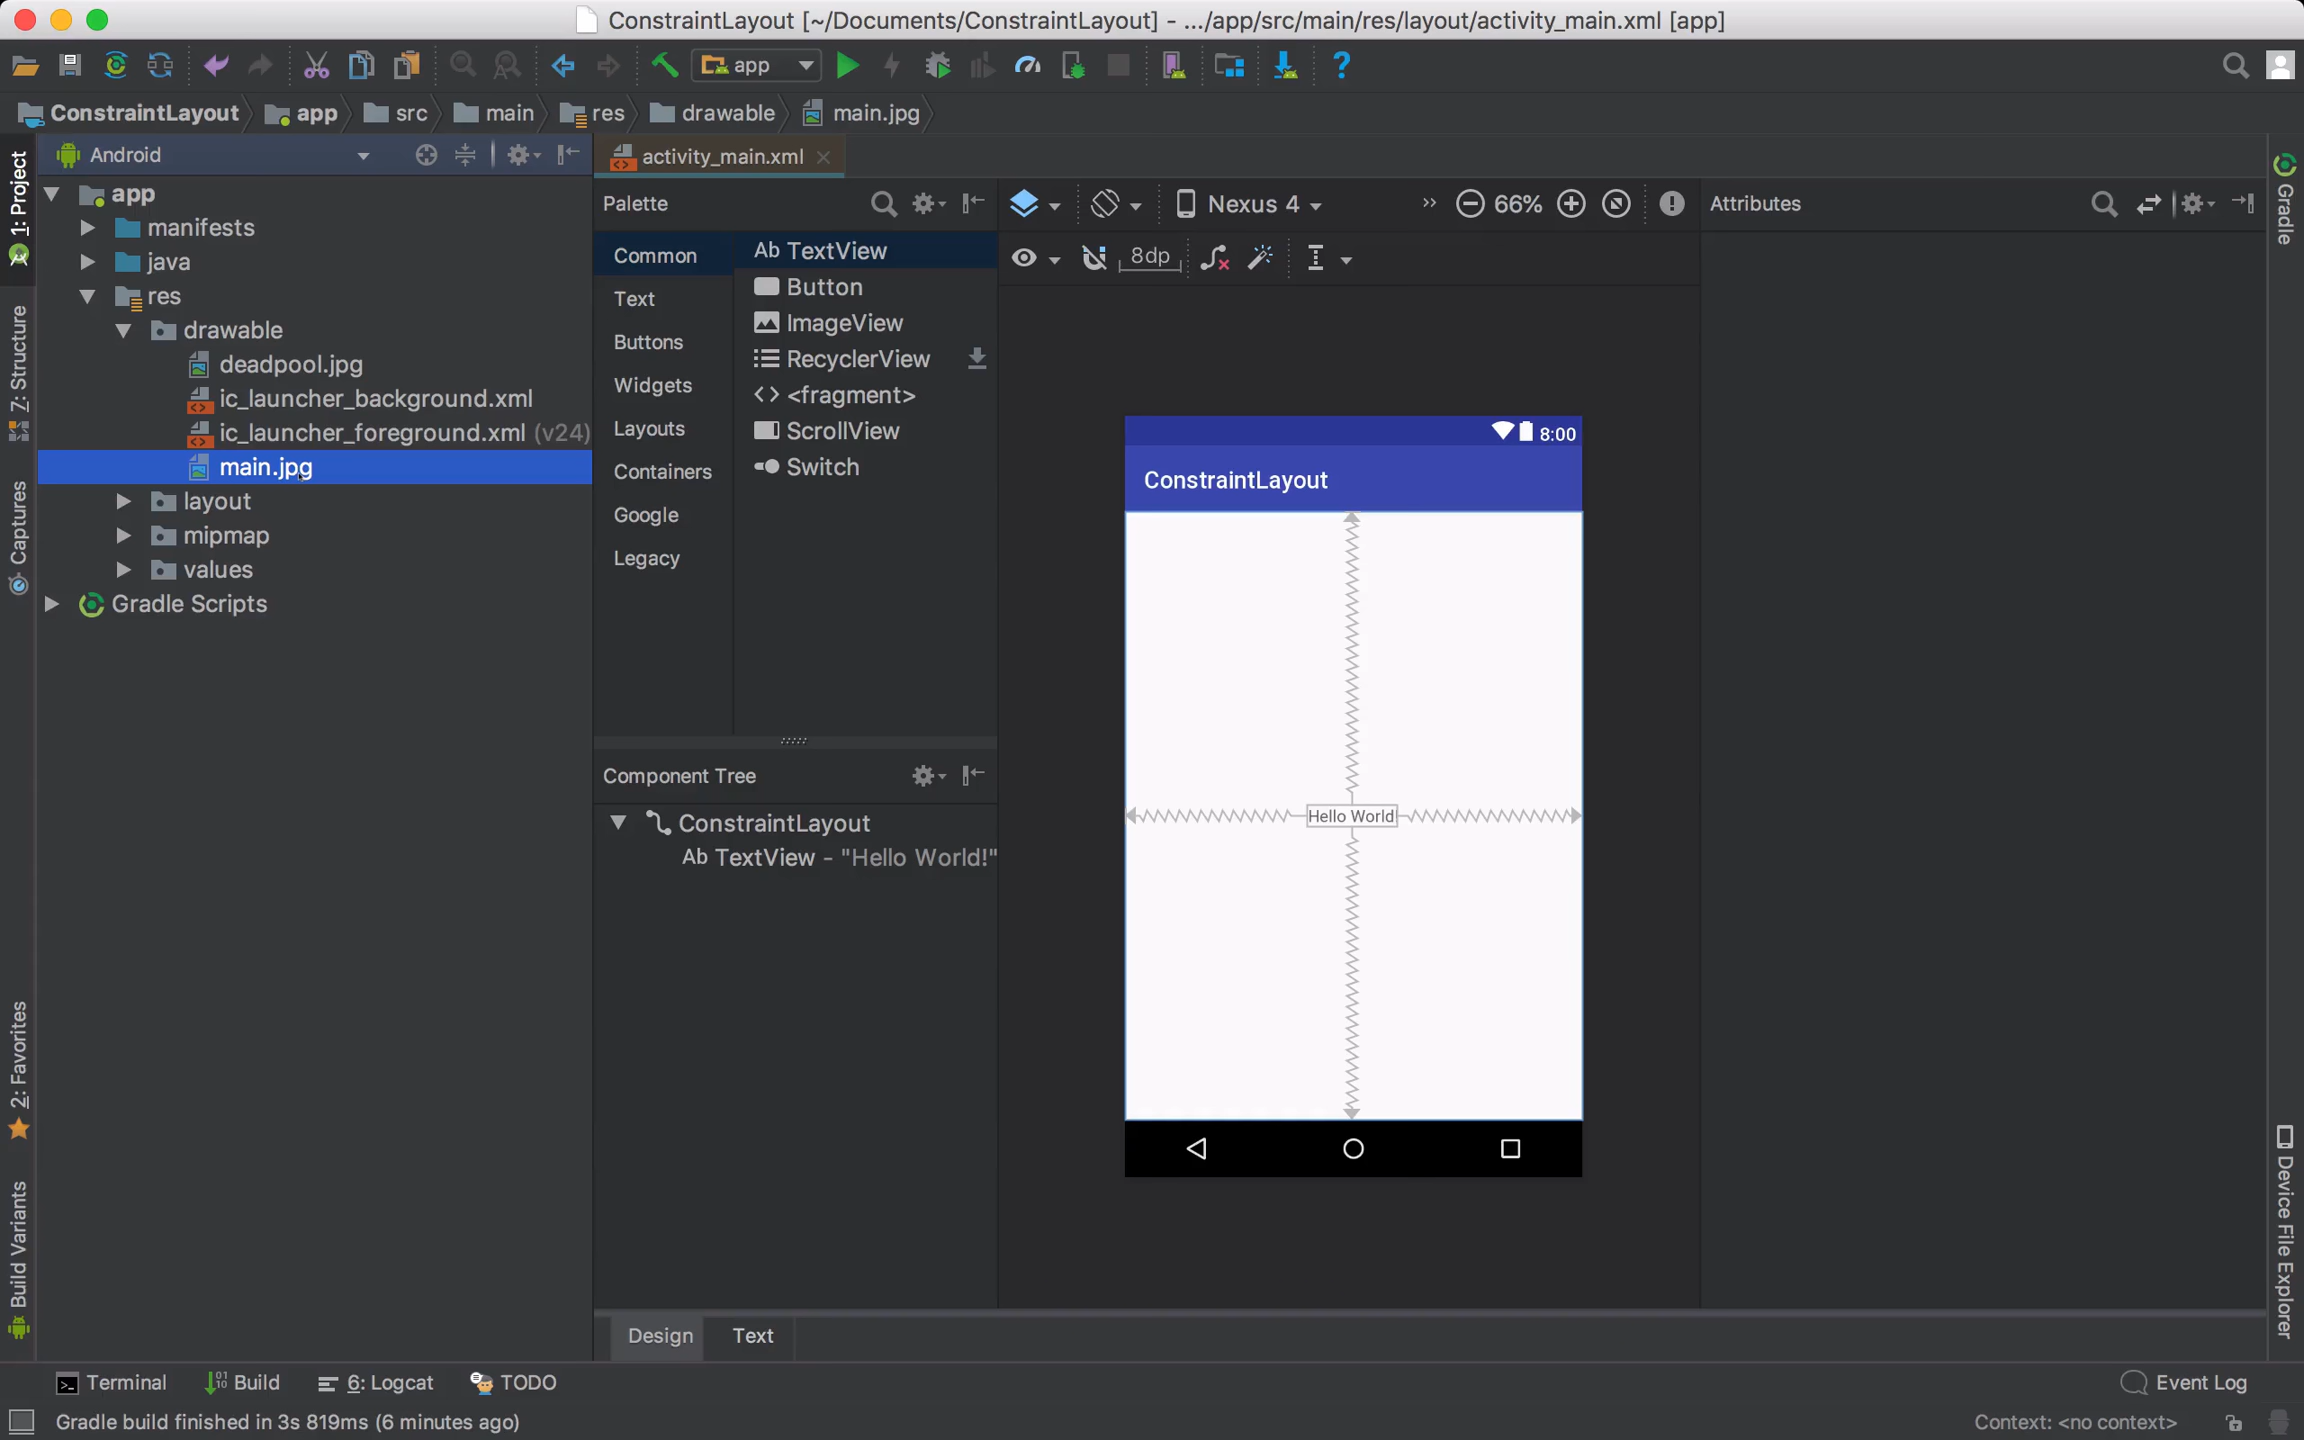 ConstraintLayout [~/Documents/ConstraintLayout] - .../app/src/main/res/layout/activity_main.xml [app]
app
?
ConstraintLayout
app
src
main
res
drawable
main.jpg
1: Project
Z: Structure
Captures
2: Favorites
Build Variants
Android
app
manifests
java
res
drawable
deadpool.jpg
ic_launcher_background.xml
ic_launcher_foreground.xml (v24)
main.jpg
layout
mipmap
values
Gradle Scripts
activity_main.xml
Palette
Common
Text
Buttons
Widgets
Layouts
Containers
Google
Legacy
Ab TextView
Button
ImageView
RecyclerView
<> <fragment>
ScrollView
Switch
Component Tree
ConstraintLayout
Ab TextView - "Hello World!"
Nexus 4
66%
8dp
8:00
ConstraintLayout
Hello World
Attributes
Gradle
Device File Explorer
Design
Text
Terminal
Build
6: Logcat
TODO
Event Log
Gradle build finished in 3s 819ms (6 minutes ago)
Context: <no context>